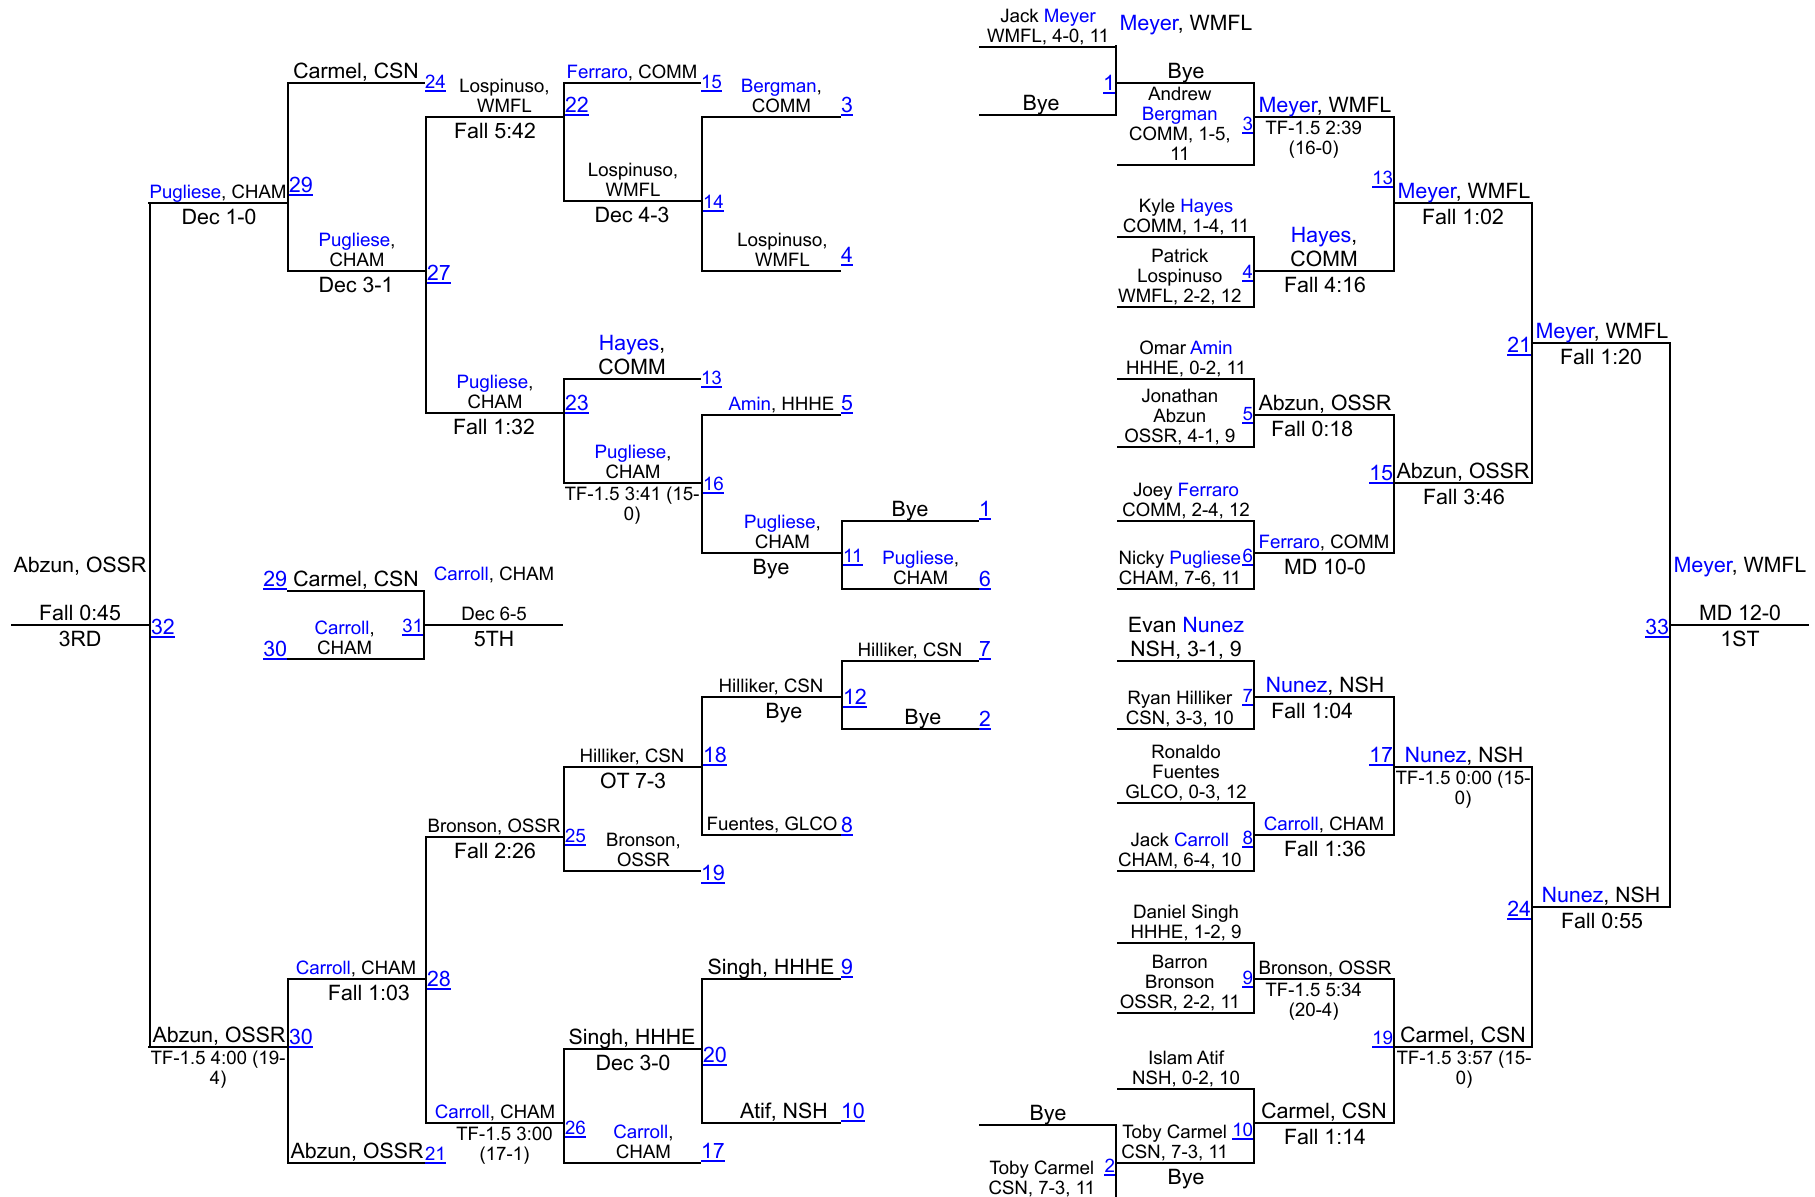 Jack Meyer
WMFL, 4-0, 11
Meyer, WMFL
Bye
1
Bye
Andrew
Bergman
COMM, 1-5,
11
3
Meyer, WMFL
TF-1.5 2:39
(16-0)
13
Meyer, WMFL
Fall 1:02
Kyle Hayes
COMM, 1-4, 11
Patrick
Lospinuso
WMFL, 2-2, 12
4
Hayes,
COMM
Fall 4:16
Omar Amin
HHHE, 0-2, 11
Jonathan
Abzun
OSSR, 4-1, 9
5
Abzun, OSSR
Fall 0:18
21
Meyer, WMFL
Fall 1:20
15
Abzun, OSSR
Fall 3:46
Joey Ferraro
COMM, 2-4, 12
Nicky Pugliese
CHAM, 7-6, 11
6
Ferraro, COMM
MD 10-0
Meyer, WMFL
33
MD 12-0
1ST
Evan Nunez
NSH, 3-1, 9
Ryan Hilliker
CSN, 3-3, 10
7
Nunez, NSH
Fall 1:04
Ronaldo
Fuentes
GLCO, 0-3, 12
Jack Carroll
CHAM, 6-4, 10
8
Carroll, CHAM
Fall 1:36
17
Nunez, NSH
TF-1.5 0:00 (15-
0)
24
Nunez, NSH
Fall 0:55
Daniel Singh
HHHE, 1-2, 9
Barron
Bronson
OSSR, 2-2, 11
9
Bronson, OSSR
TF-1.5 5:34
(20-4)
19
Carmel, CSN
TF-1.5 3:57 (15-
0)
Islam Atif
NSH, 0-2, 10
Toby Carmel
CSN, 7-3, 11
10
Carmel, CSN
Fall 1:14
Bye
Bye
2
Toby Carmel
CSN, 7-3, 11
Carmel, CSN
24
Lospinuso,
WMFL
Fall 5:42
Ferraro, COMM
15
22
Bergman,
COMM
3
Lospinuso,
WMFL
Dec 4-3
14
Lospinuso,
WMFL
4
Pugliese, CHAM
Dec 1-0
29
Pugliese,
CHAM
Dec 3-1
27
Hayes,
COMM
13
Pugliese,
CHAM
Fall 1:32
23
Amin, HHHE
5
Pugliese,
CHAM
TF-1.5 3:41 (15-
0)
16
Bye
1
Pugliese,
CHAM
Bye
11
Pugliese,
CHAM
6
Abzun, OSSR
Fall 0:45
3RD
32
29
Carmel, CSN
Carroll, CHAM
30
Carroll,
CHAM
31
Dec 6-5
5TH
Hilliker, CSN
7
Hilliker, CSN
Bye
12
Bye
2
Hilliker, CSN
OT 7-3
18
Fuentes, GLCO
8
Bronson, OSSR
Fall 2:26
25
Bronson,
OSSR
19
Carroll, CHAM
Fall 1:03
28
Singh, HHHE
9
Singh, HHHE
Dec 3-0
20
Atif, NSH
10
Abzun, OSSR
TF-1.5 4:00 (19-
4)
30
Carroll, CHAM
TF-1.5 3:00
(17-1)
26
Carroll,
CHAM
17
Abzun, OSSR
21